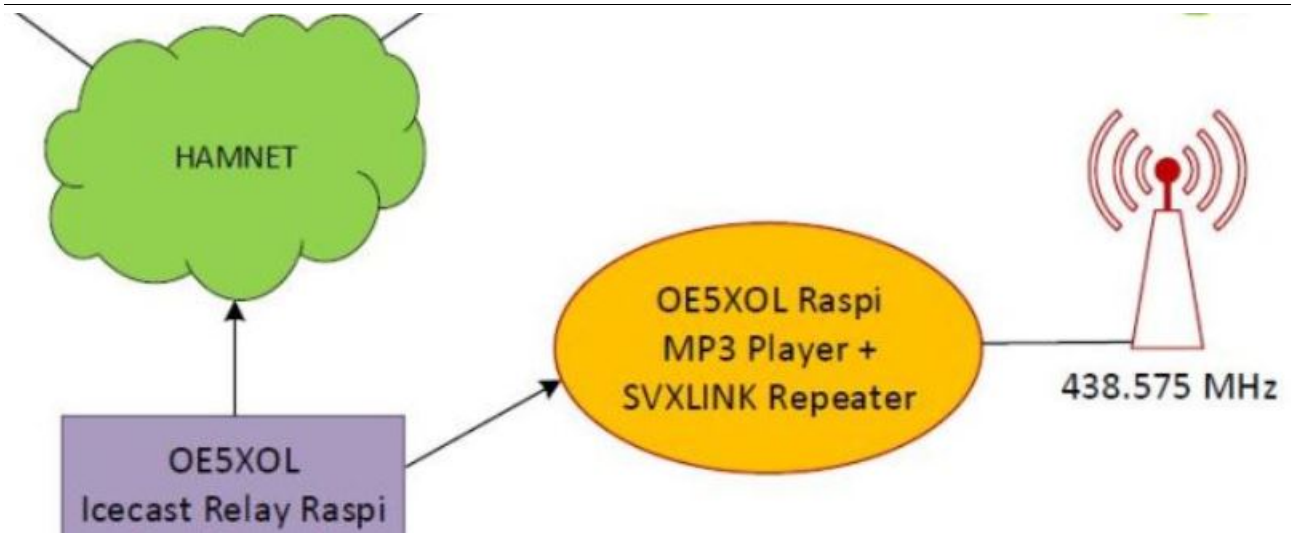 HAMNET
OE5XOL Raspi
MP3 Player +
SVXLINK Repeater
438.575 MHz
OE5XOL
Icecast Relay Raspi